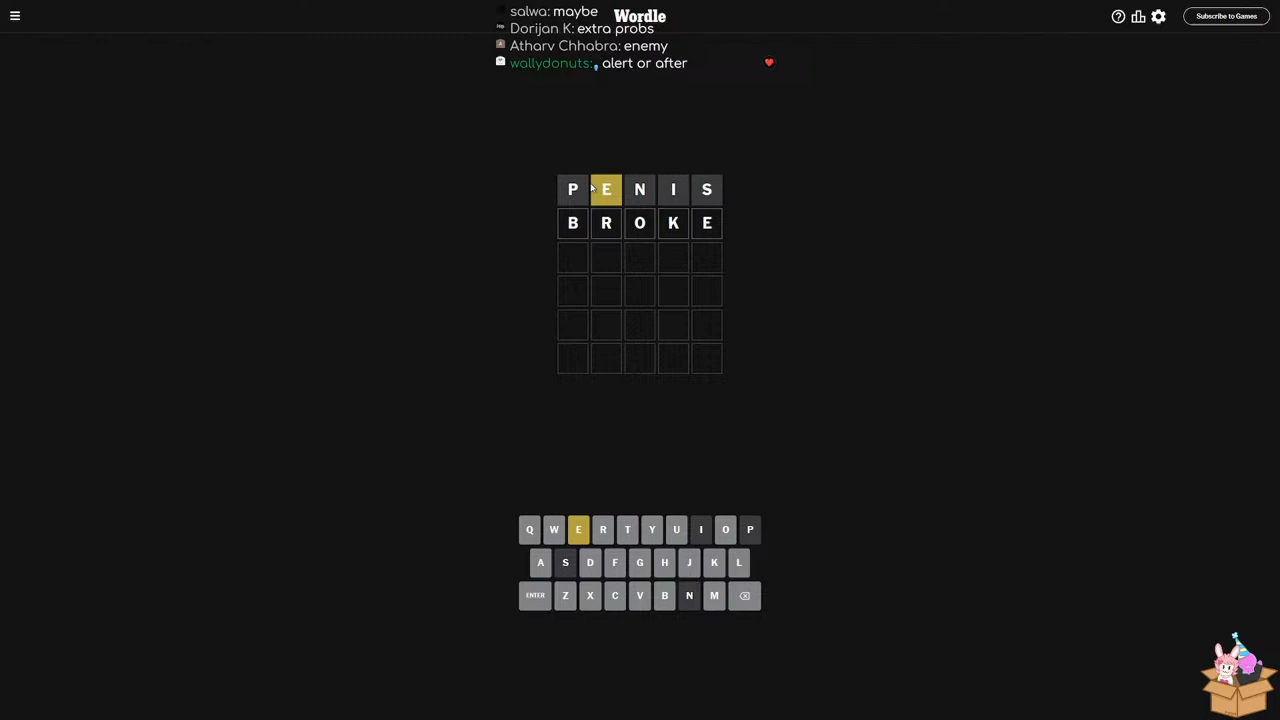 salwa: maybe
Wordle
Subscribe to Games
Dorijan K: extra probs
Atharv Chhabra: enemy
wallydonuts: alert or after
P E N I S
B R O K E
Q W E R T Y U I O P
A S D F G H J K L
ENTER Z X C V B N M